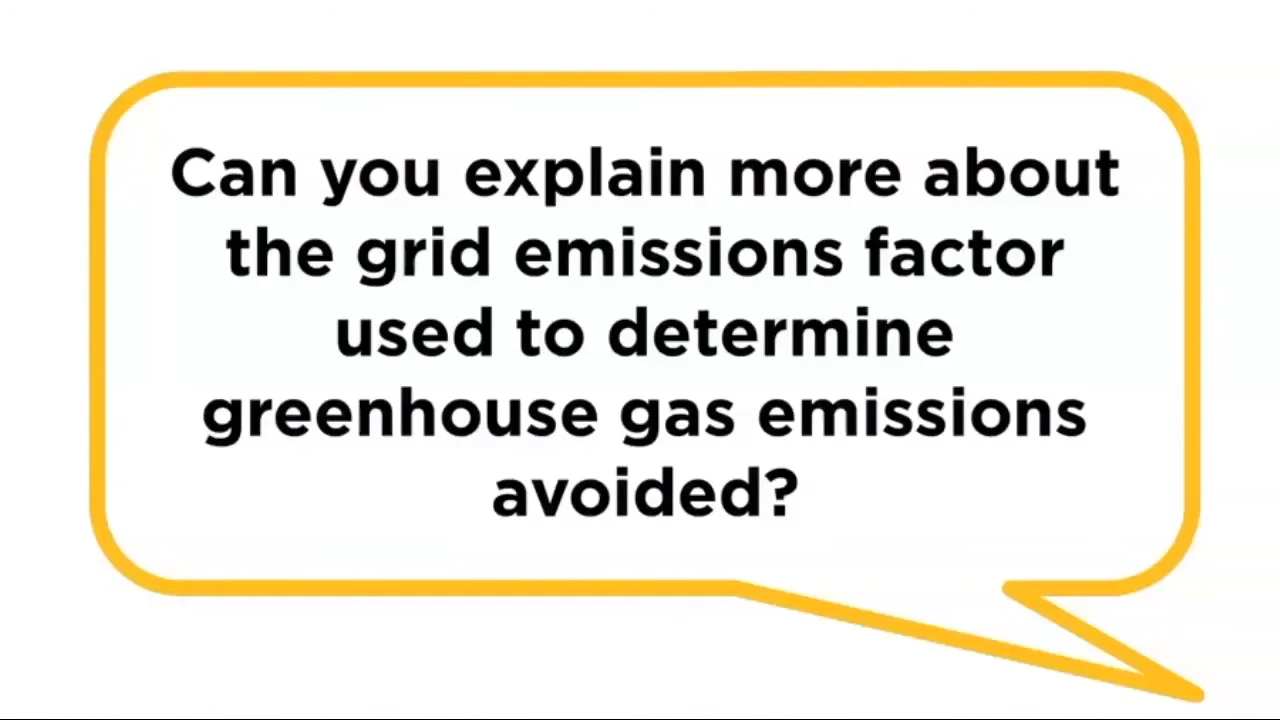 Can you explain more about
the grid emissions factor
used to determine
greenhouse gas emissions
avoided?